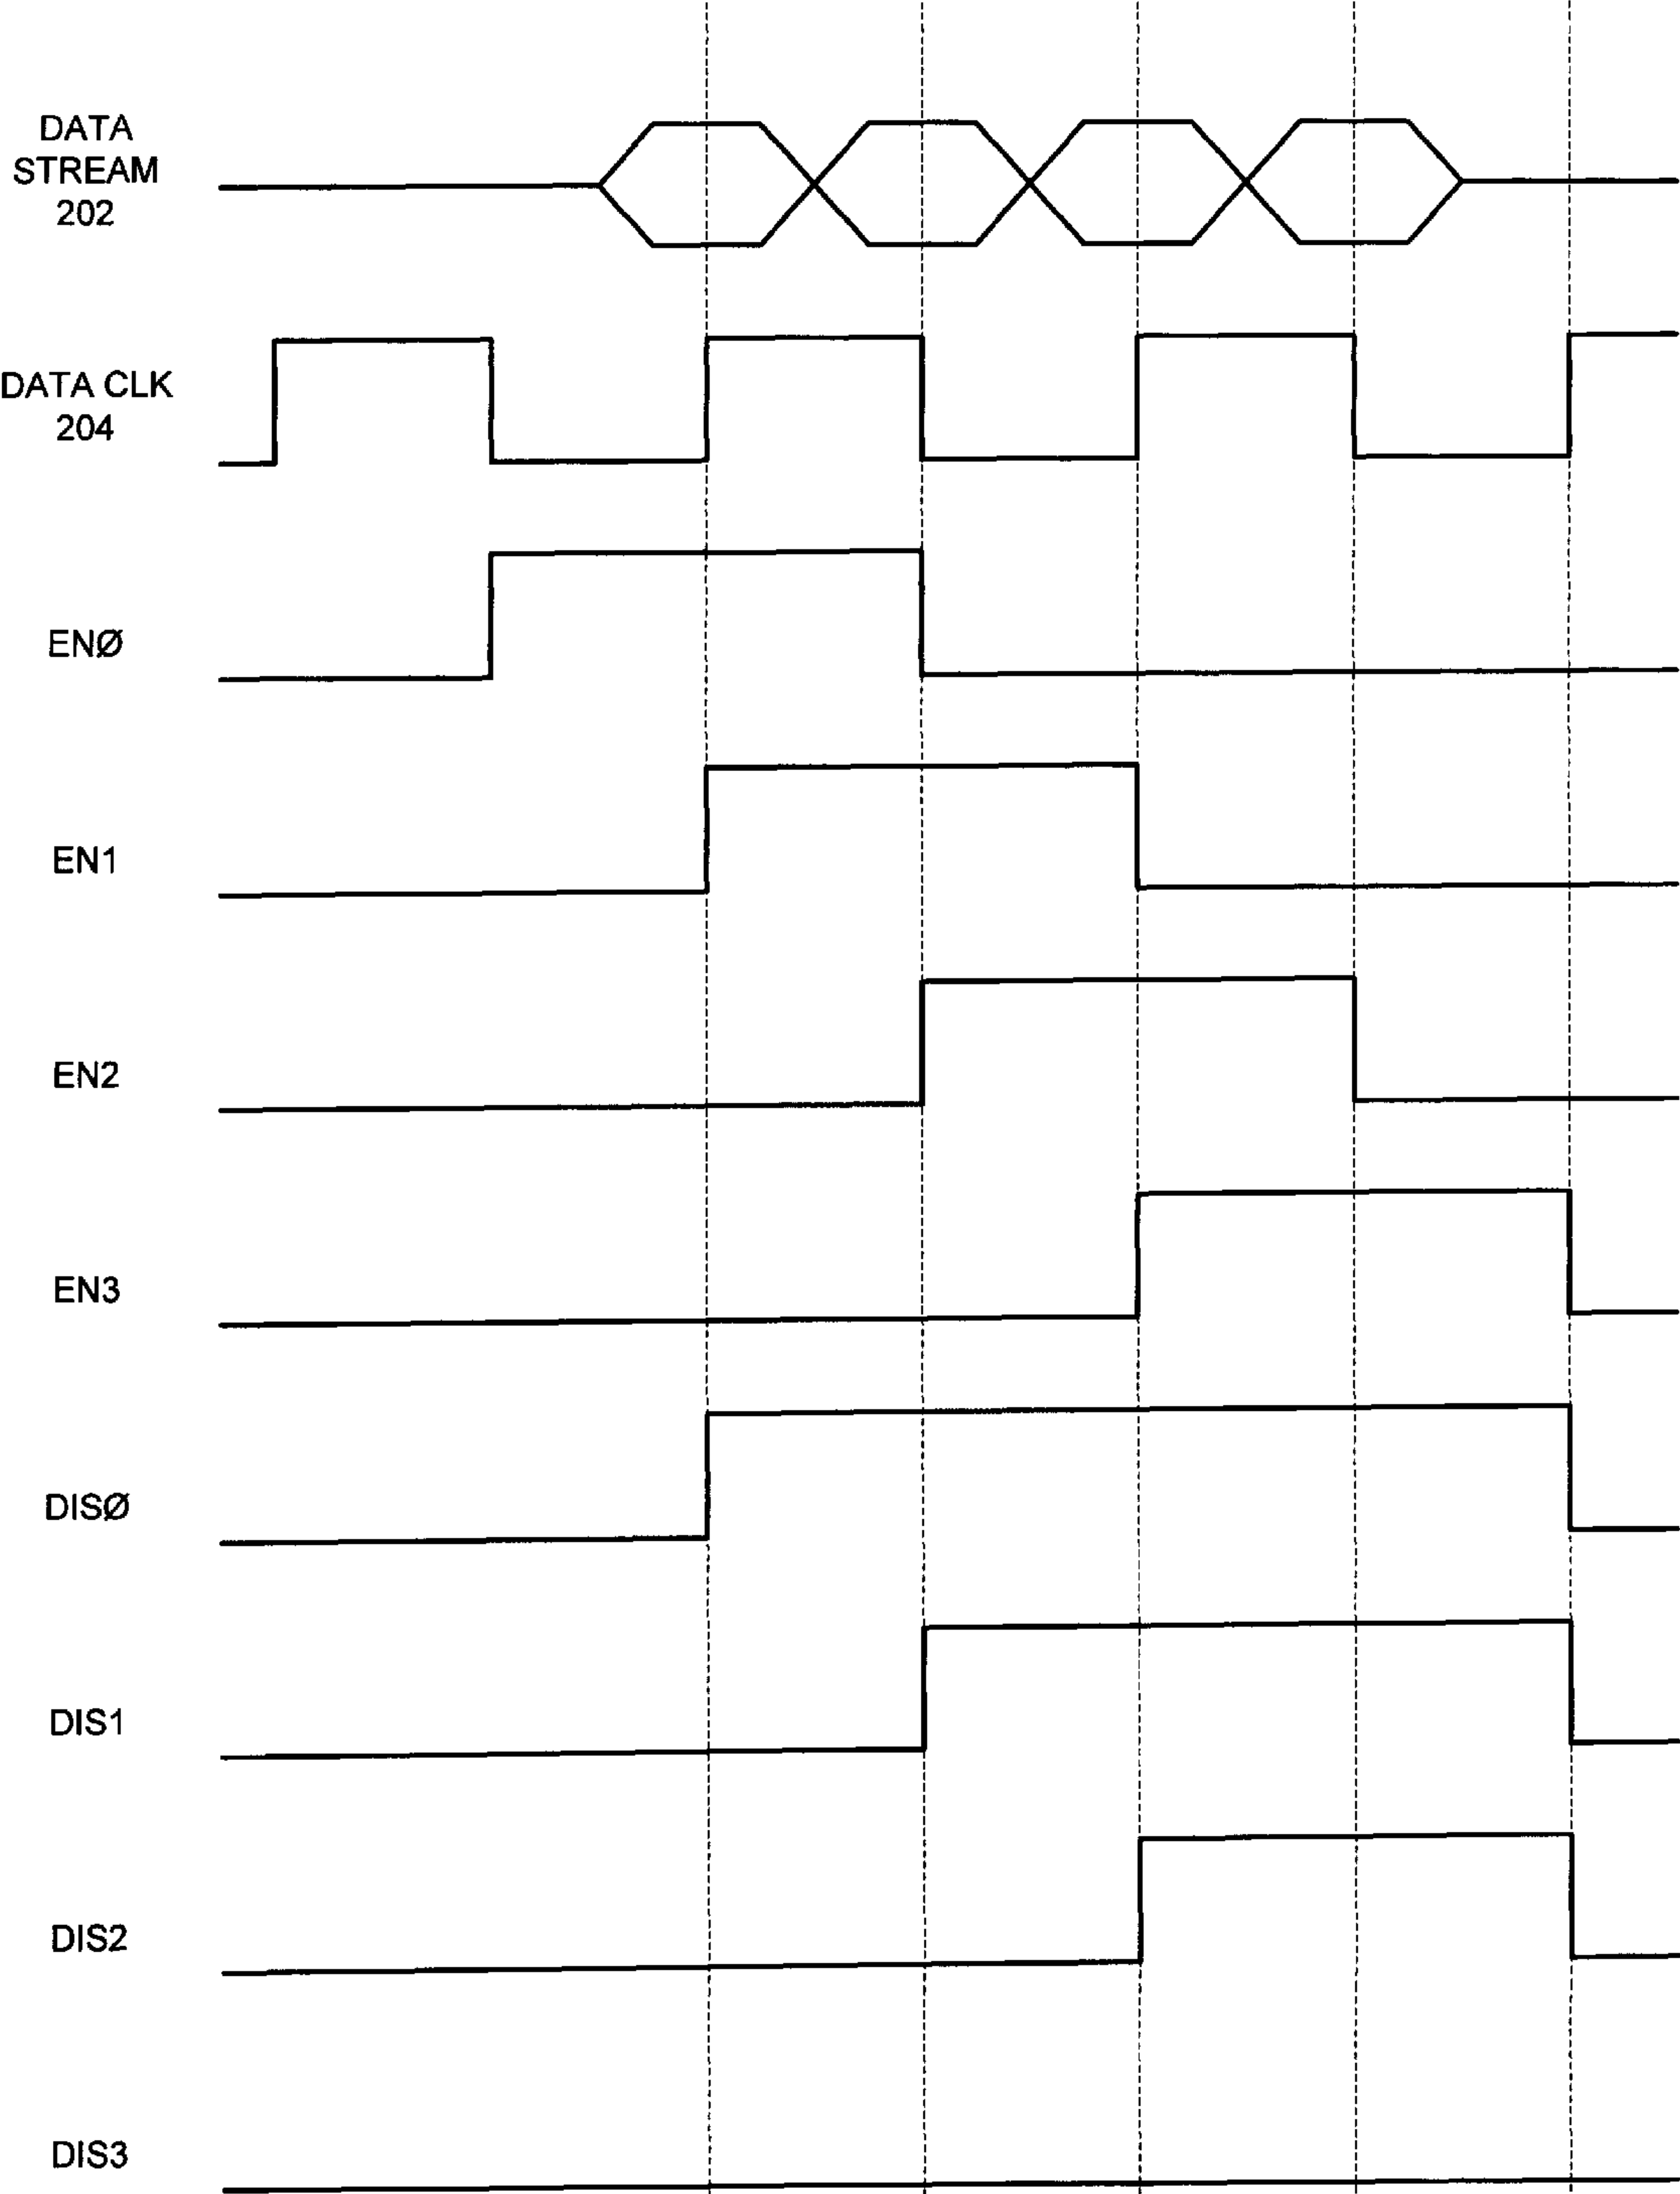 DATA
STREAM
202
DATA CLK
204
ENØ
EN1
EN2
EN3
DISØ
DIS1
DIS2
DIS3